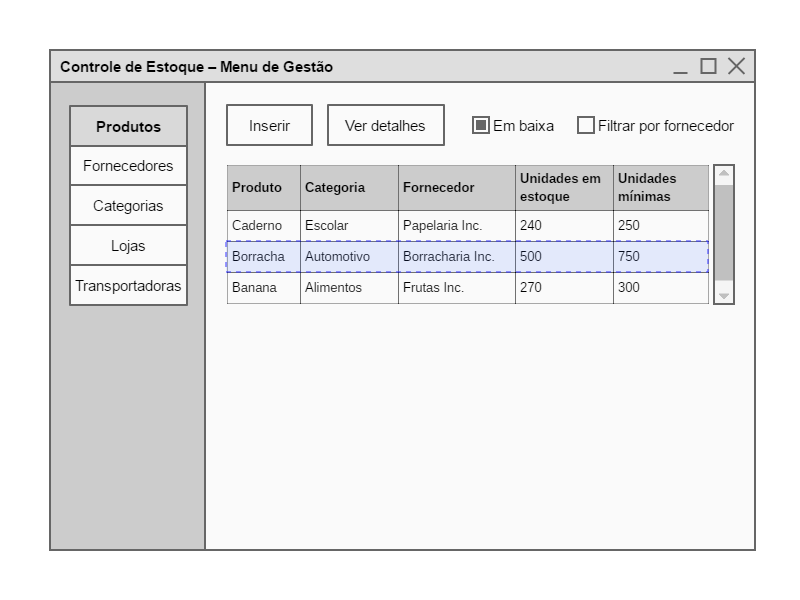 Controle de Estoque – Menu de Gestão
Produtos
Fornecedores
Categorias
Lojas
Transportadoras
Inserir Ver detalhes Em baixa Filtrar por fornecedor
Produto Categoria Fornecedor Unidades em estoque Unidades mínimas
Caderno Escolar Papelaria Inc. 240 250
Borracha Automotivo Borracharia Inc. 500 750
Banana Alimentos Frutas Inc. 270 300